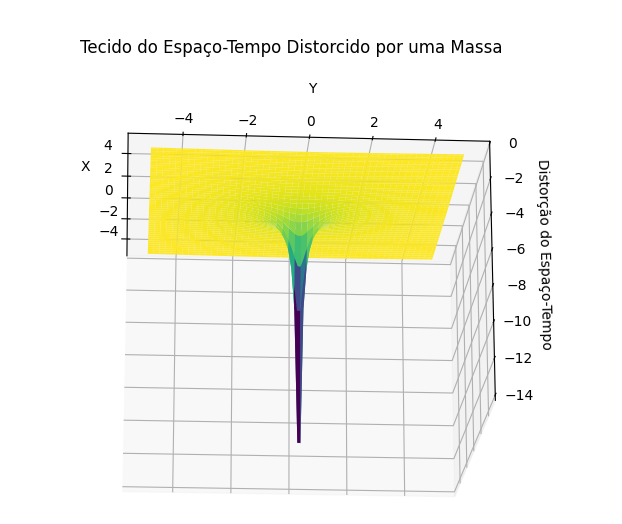 Tecido do Espaço-Tempo Distorcido por uma Massa
Y
−4 −2 0 2 4
X
4
2
0
−2
−4
0
−2
−4
−6
−8
−10
−12
−14
Distorção do Espaço-Tempo